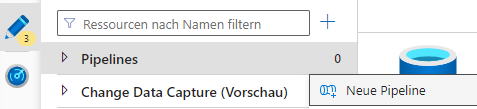 Ressourcen nach Namen filtern
3
Pipelines 0
Change Data Capture (Vorschau)
Neue Pipeline